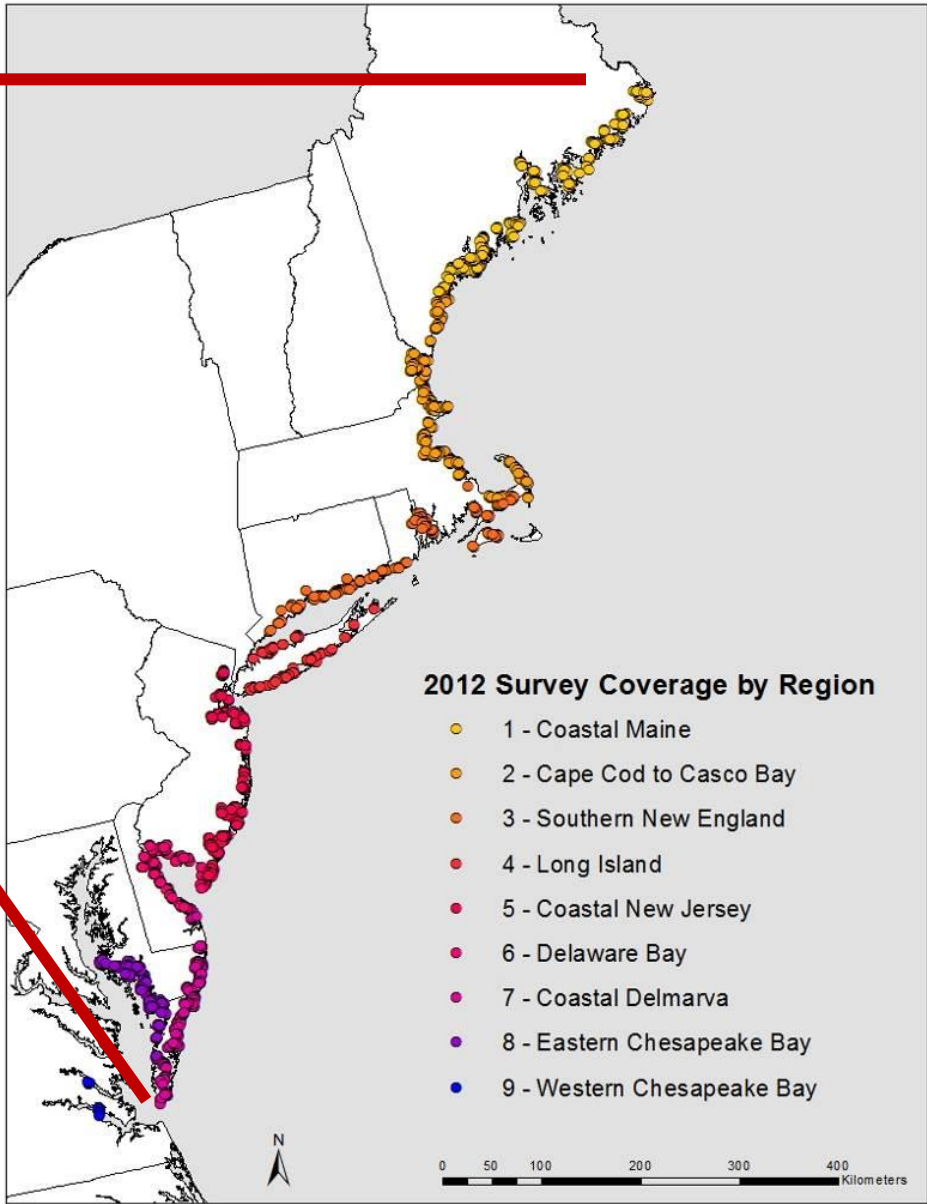 2012 Survey Coverage by Region
1 - Coastal Maine
2 - Cape Cod to Casco Bay
3 - Southern New England
4 - Long Island
5 - Coastal New Jersey
6 - Delaware Bay
7 - Coastal Delmarva
8 - Eastern Chesapeake Bay
9 - Western Chesapeake Bay
N
0 50 100 200 300 400
Kilometers